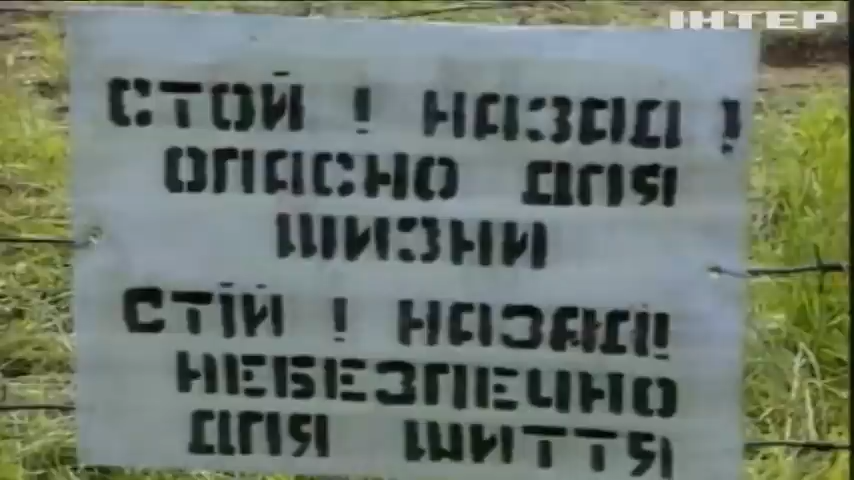 ІНТЕР
СТОЙ ! НАЗАД !
ОПАСНО ДЛЯ
ЖИЗНИ
СТІЙ ! НАЗАД!
НЕБЕЗПЕЧНО
ДЛЯ ЖИТТЯ